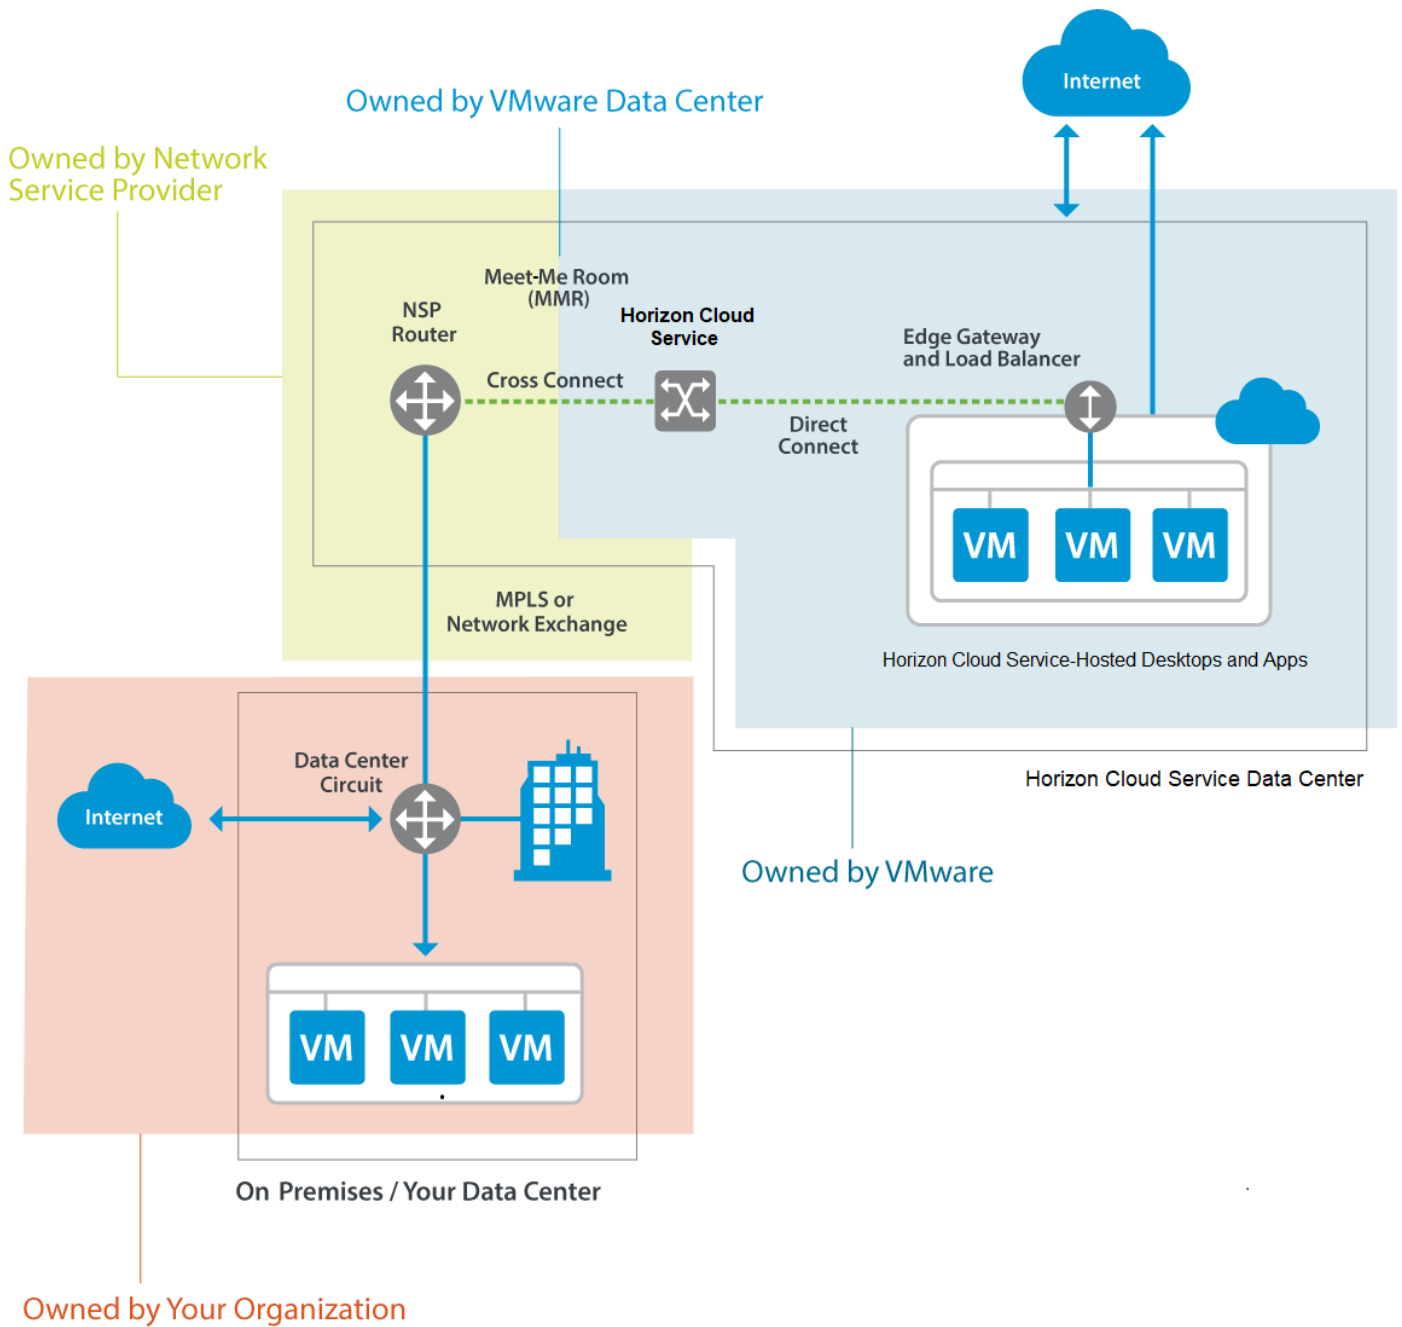 Internet
Owned by VMware Data Center
Owned by Network
Service Provider
Meet-Me Room
(MMR)
NSP
Router
Horizon Cloud
Service
Edge Gateway
and Load Balancer
Cross Connect
Direct
Connect
VM
VM
VM
MPLS or
Network Exchange
Horizon Cloud Service-Hosted Desktops and Apps
Data Center
Circuit
Horizon Cloud Service Data Center
Internet
Owned by VMware
VM
VM
VM
On Premises / Your Data Center
Owned by Your Organization